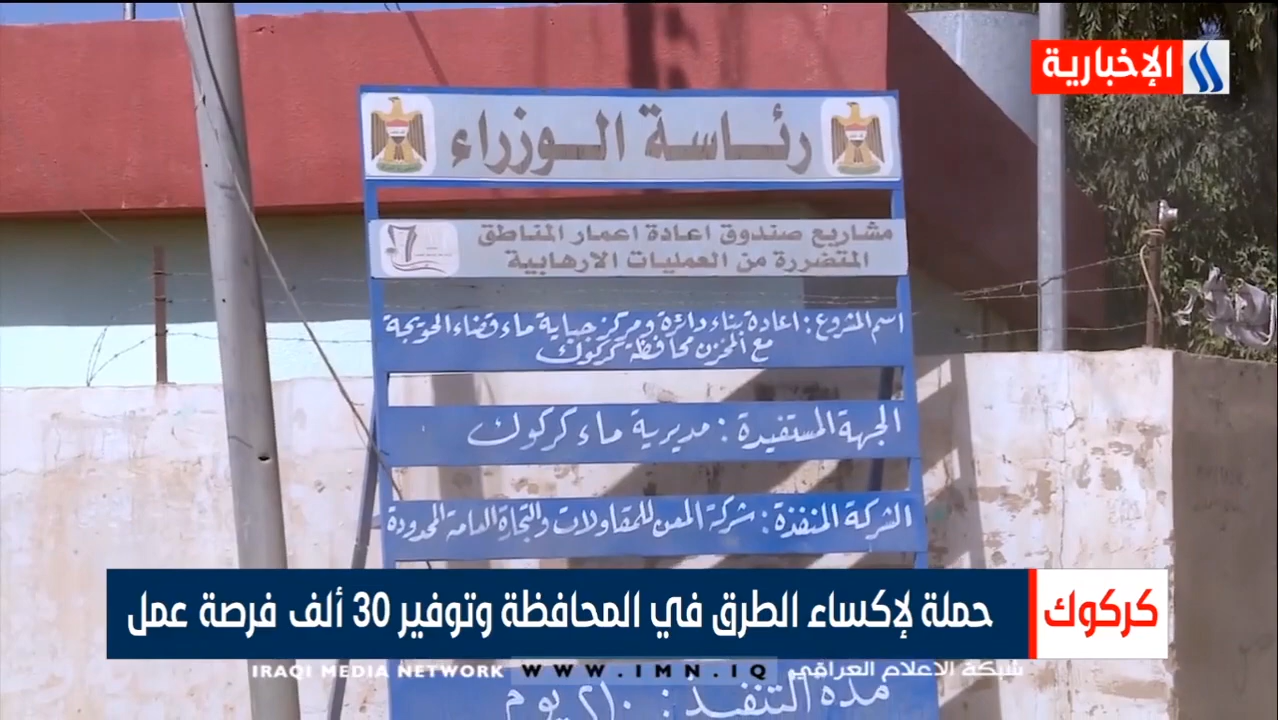 الإخبارية
رئاسة الوزراء
مشاريع صندوق اعادة اعمار المناطق
المتضررة من العمليات الارهابية
اسم المشروع : اعادة بناء دائرة ومركز جباية ماء قضاء الحويجة
مع المخزن محافظة كركوك
الجهة المستفيدة : مديرية ماء كركوك
الشركة المنفذة : شركة المعن للمقاولات والتجارة العامة المحدودة
كركوك
حملة لإكساء الطرق في المحافظة وتوفير 30 ألف فرصة عمل
IRAQI MEDIA NETWORK WWW.IMN.IQ شبكة الاعلام العراقي
مدة التنفيذ : ٢١٠ يوم